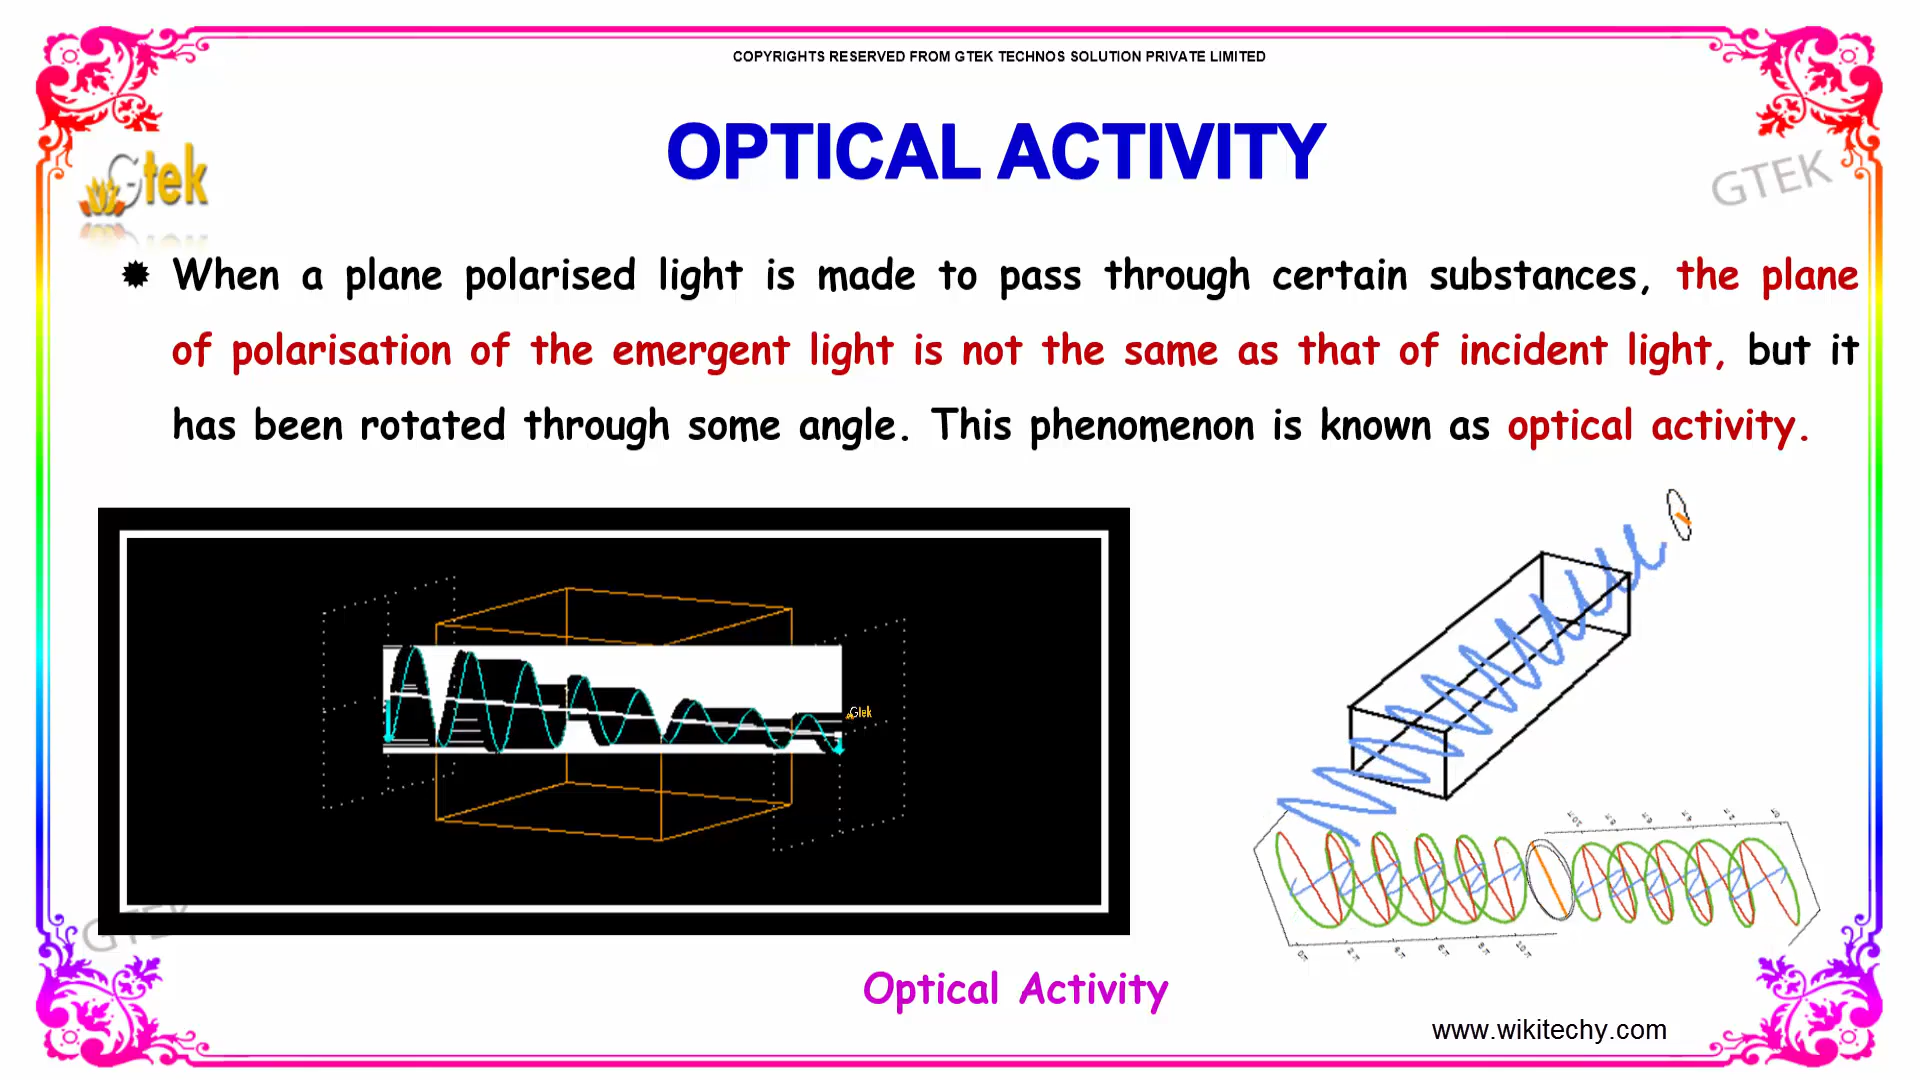 COPYRIGHTS RESERVED FROM GTEK TECHNOS SOLUTION PRIVATE LIMITED
OPTICAL ACTIVITY
Gtek
GTEK
When a plane polarised light is made to pass through certain substances, the plane
of polarisation of the emergent light is not the same as that of incident light, but it
has been rotated through some angle. This phenomenon is known as optical activity.
Gtek
GTEK
Optical Activity
www.wikitechy.com